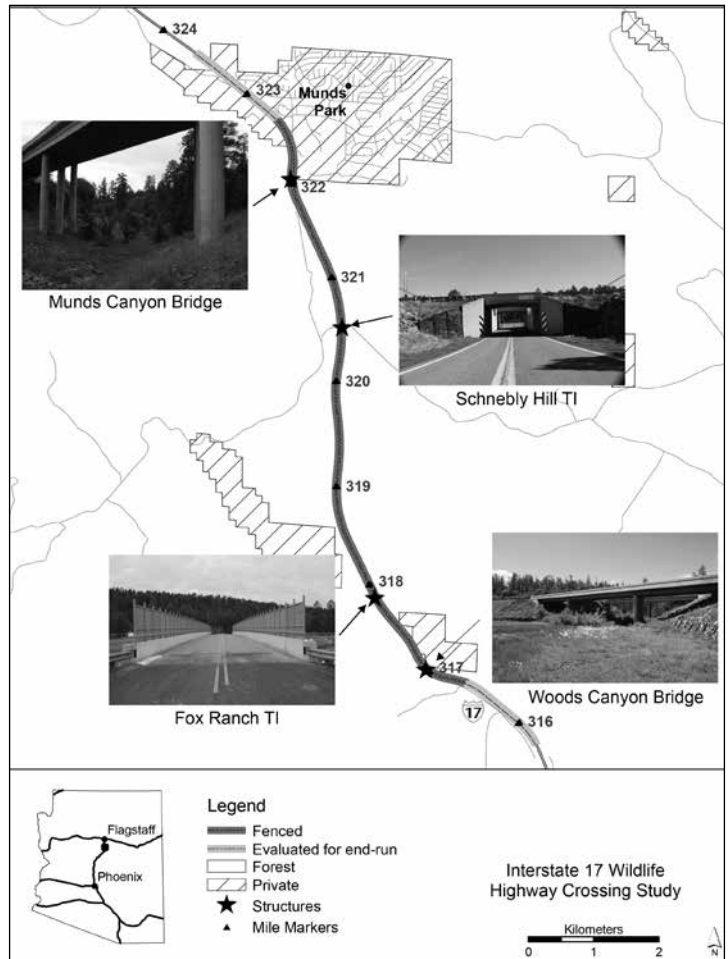 324
323
Munds
Park
322
Munds Canyon Bridge
321
320
Schnebly Hill TI
319
318
317
Fox Ranch TI
17
316
Woods Canyon Bridge
Flagstaff
Phoenix
Legend
Fenced
Evaluated for end-run
Forest
Private
Structures
Mile Markers
Interstate 17 Wildlife
Highway Crossing Study
Kilometers
0 1 2
N